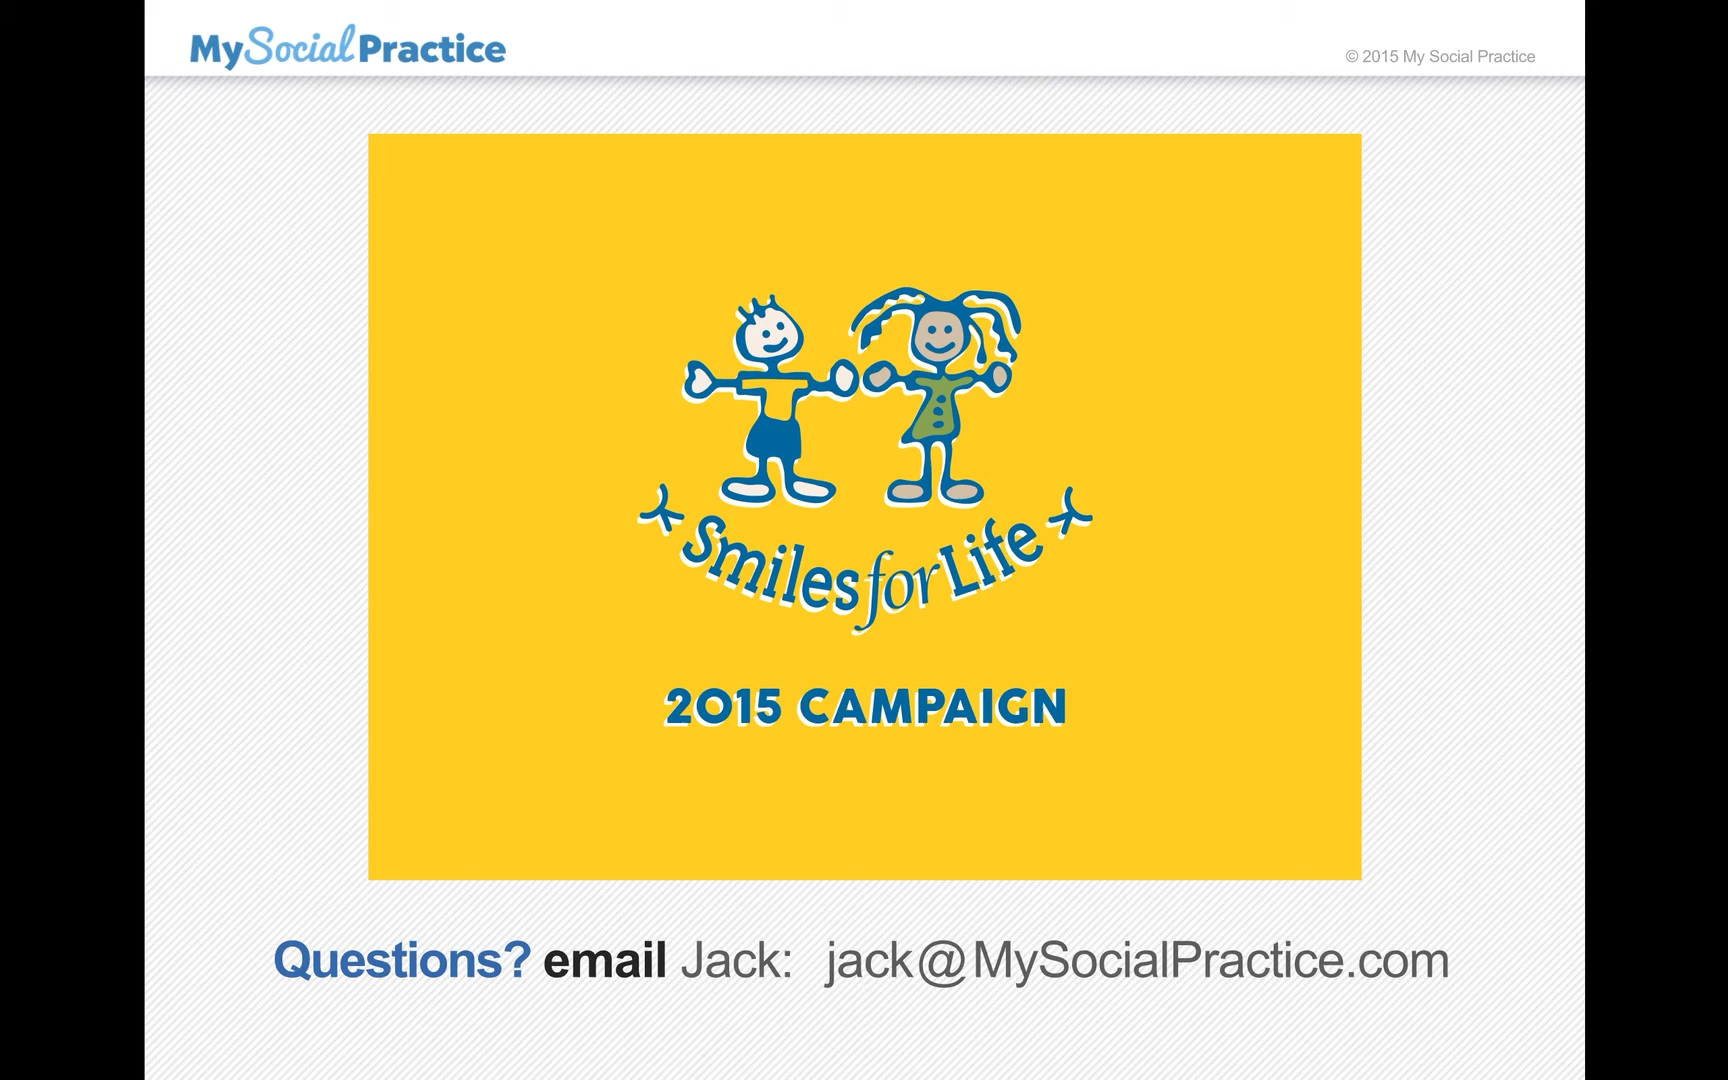 MySocialPractice
© 2015 My Social Practice
Smiles for Life
2015 CAMPAIGN
Questions? email Jack: jack@MySocialPractice.com